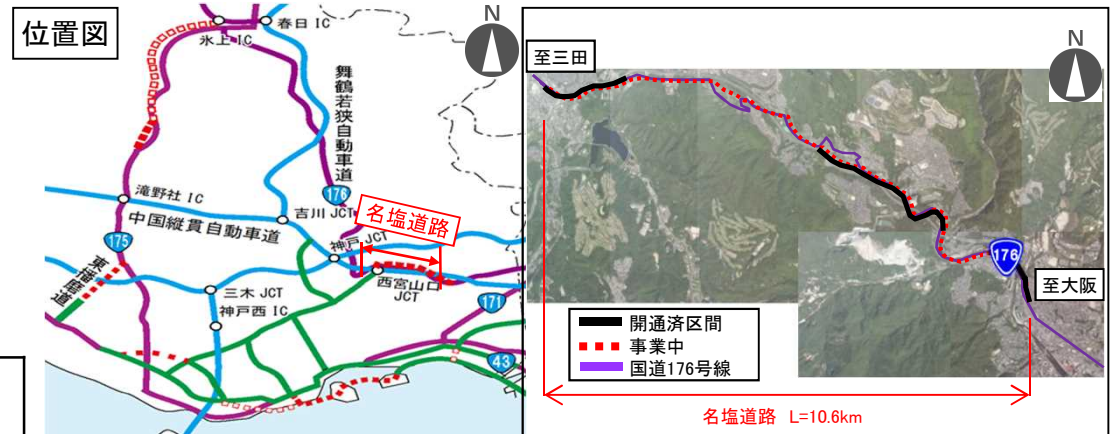 位置図
N
春日 IC
氷上 IC
舞鶴若狭自動車道
176
滝野社 IC
中国縦貫自動車道
吉川 JCT
名塩道路
神戸 JCT
175
東播磨道
西宮山口
JCT
三木 JCT
神戸西 IC
171
43
至三田
N
176
至大阪
開通済区間
事業中
国道176号線
名塩道路 L=10.6km